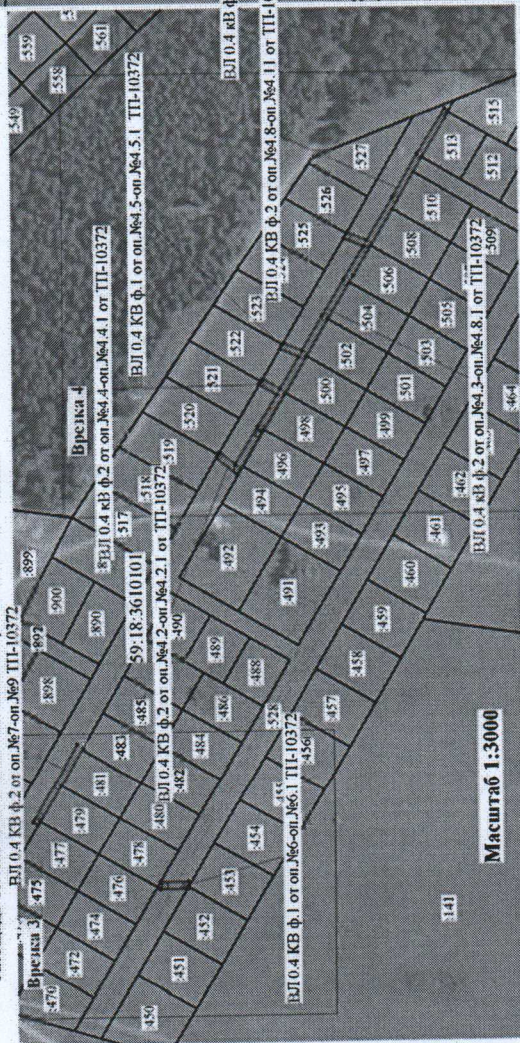 ВЛ 0.4 КВ ф.2 от оп.№7-оп.№9 ТП-10372
Врезка 3
Врезка 4
ВЛ 0.4 кВ ф.2 от оп.№4.4-оп.№4.4.1 от ТП-10372
ВЛ 0.4 КВ ф.1 от оп.№4.5-оп.№4.5.1 ТП-10372
ВЛ 0.4 КВ ф.2 от оп.№4.8-оп.№4.11 от ТП-1
ВЛ 0.4 кВ ф
59:18:3610101
ВЛ 0.4 КВ ф.2 от оп.№4.2-оп.№4.2.1 от ТП-10372
ВЛ 0.4 КВ ф.1 от оп.№6-оп.№6.1 ТП-10372
ВЛ 0.4 кВ ф.2 от оп.№4.3-оп.№4.8.1 от ТП-10372
:549 :559 :558 :561
:899 :900 :890 :892 :898
:470 :472 :474 :475 :476 :477 :478 :479 :480 :481 :482 :483 :484 :485 :486 :488 :489 :490
:450 :451 :452 :453 :454 :456 :457 :458 :459 :460 :461 :462 :464
:528
:491 :492 :493 :494 :495 :496 :497 :498 :499 :500 :501 :502 :503 :504 :505 :506 :508 :509 :510 :512 :513 :515
:517 :518 :519 :520 :521 :522 :523 :525 :526 :527
:141
Масштаб 1:3000